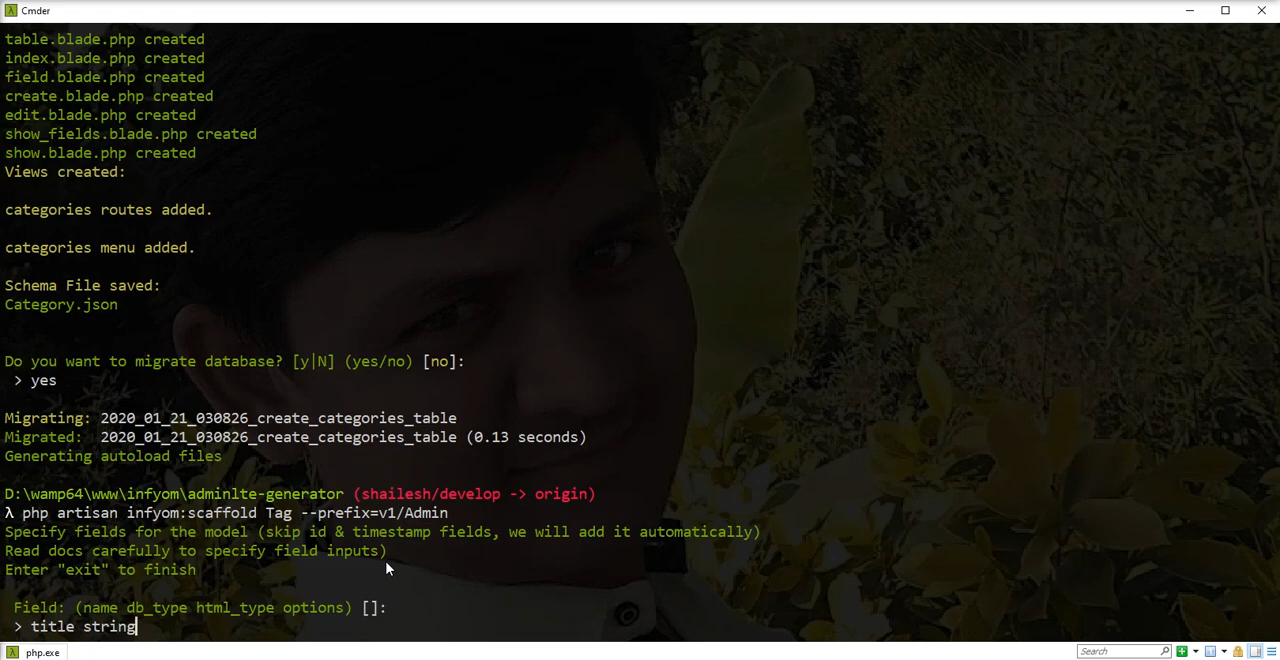 Cmder
table.blade.php created
index.blade.php created
field.blade.php created
create.blade.php created
edit.blade.php created
show_fields.blade.php created
show.blade.php created
Views created:
categories routes added.
categories menu added.
Schema File saved:
Category.json
Do you want to migrate database? [y|N] (yes/no) [no]:
> yes
Migrating: 2020_01_21_030826_create_categories_table
Migrated:  2020_01_21_030826_create_categories_table (0.13 seconds)
Generating autoload files
D:\wamp64\www\infyom\adminlte-generator (shailesh/develop -> origin)
λ php artisan infyom:scaffold Tag --prefix=v1/Admin
Specify fields for the model (skip id & timestamp fields, we will add it automatically)
Read docs carefully to specify field inputs)
Enter "exit" to finish
Field: (name db_type html_type options) []:
> title string
php.exe
Search